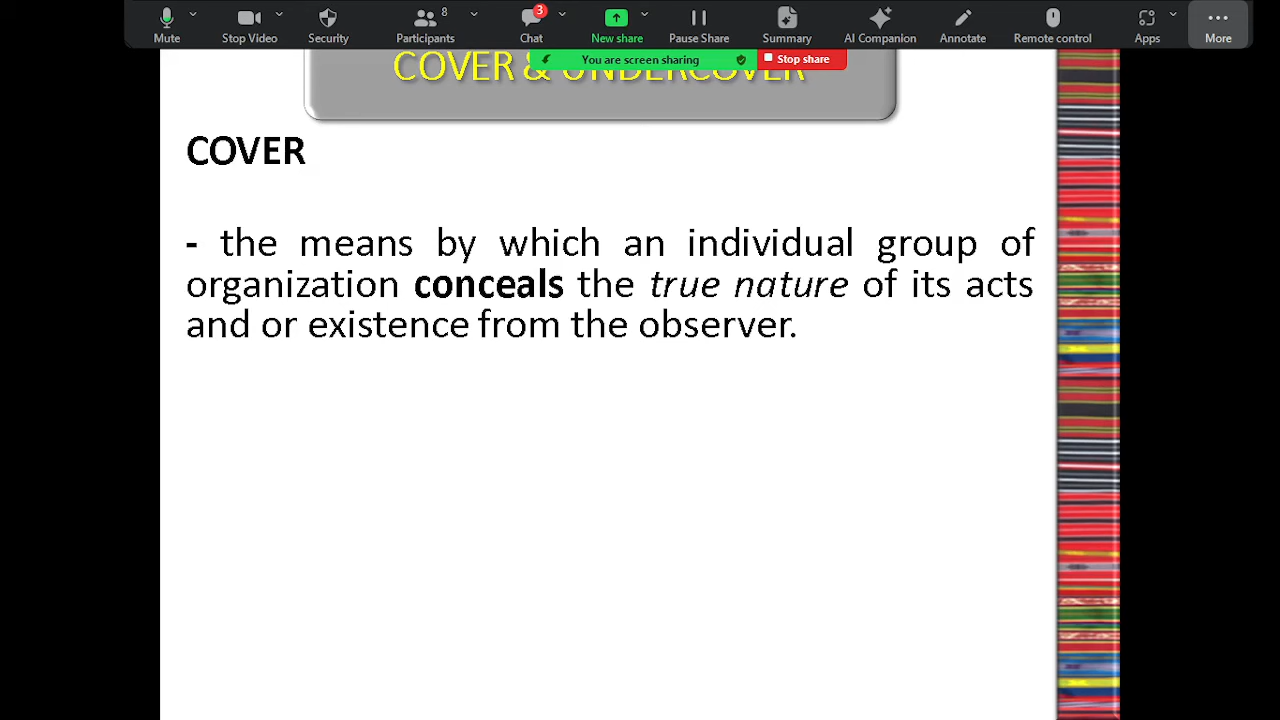 Mute Stop Video Security Participants 8 Chat 3 New share Pause Share Summary AI Companion Annotate Remote control Apps More
You are screen sharing Stop share
COVER & UNDERCOVER
COVER
- the means by which an individual group of
organization conceals the true nature of its acts
and or existence from the observer.